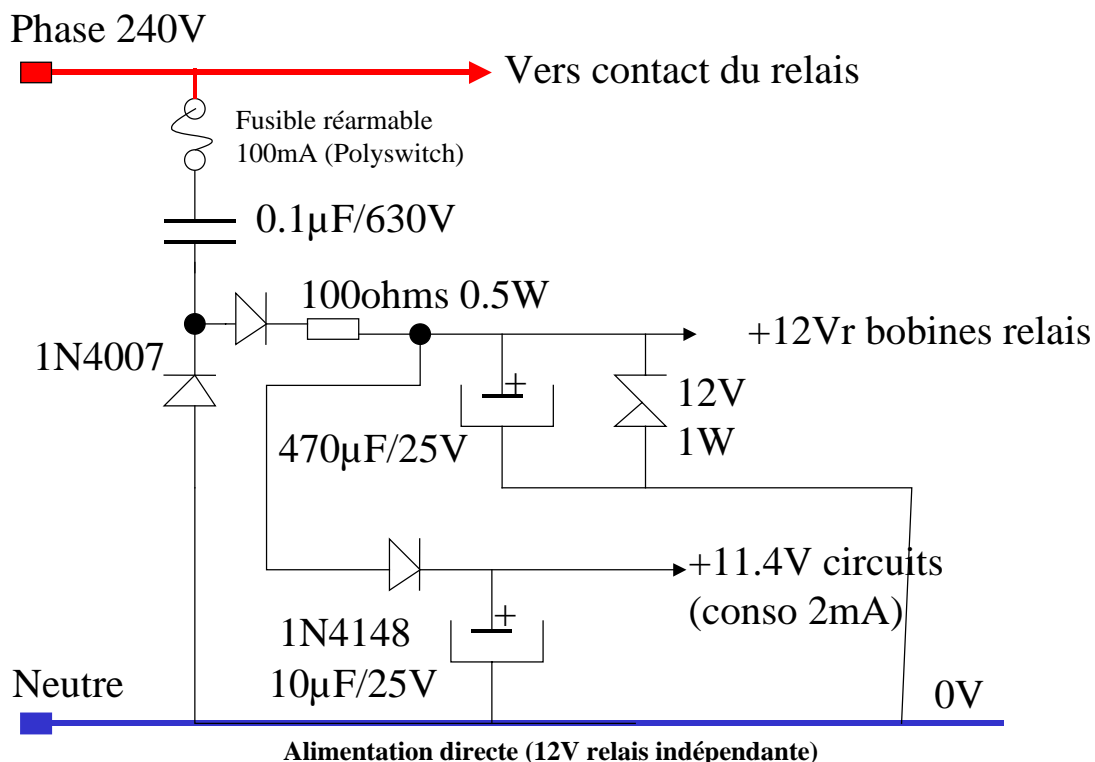 Phase 240V
Vers contact du relais
Fusible réarmable
100mA (Polyswitch)
0.1µF/630V
100ohms 0.5W
+12Vr bobines relais
1N4007
+
12V
1W
470µF/25V
+11.4V circuits
(conso 2mA)
+
1N4148
10µF/25V
Neutre
0V
Alimentation directe (12V relais indépendante)